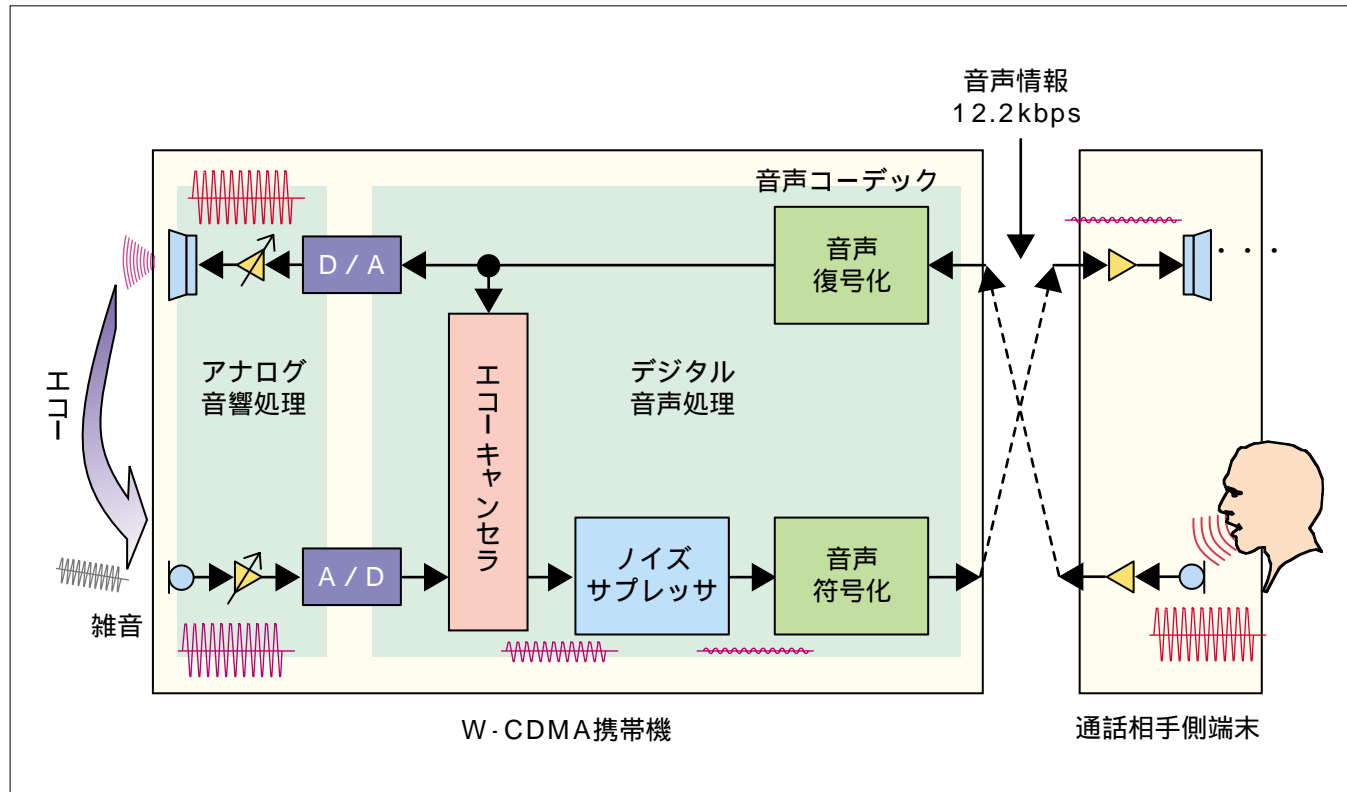 音声情報
12.2kbps
音声コーデック
D/A
音声
復号化
・・・
エコー
アナログ
音響処理
エコーキャンセラ
デジタル
音声処理
A/D
ノイズ
サプレッサ
音声
符号化
雑音
W-CDMA携帯機
通話相手側端末